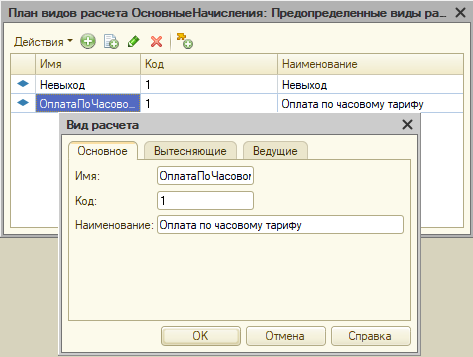 План видов расчета ОсновныеНачисления: Предопределенные виды ра...
Действия
Имя Код Наименование
Невыход 1 Невыход
ОплатаПоЧасово... 1 Оплата по часовому тарифу
Вид расчета
Основное Вытесняющие Ведущие
Имя: ОплатаПоЧасовом
Код: 1
Наименование: Оплата по часовому тарифу
OK Отмена Справка